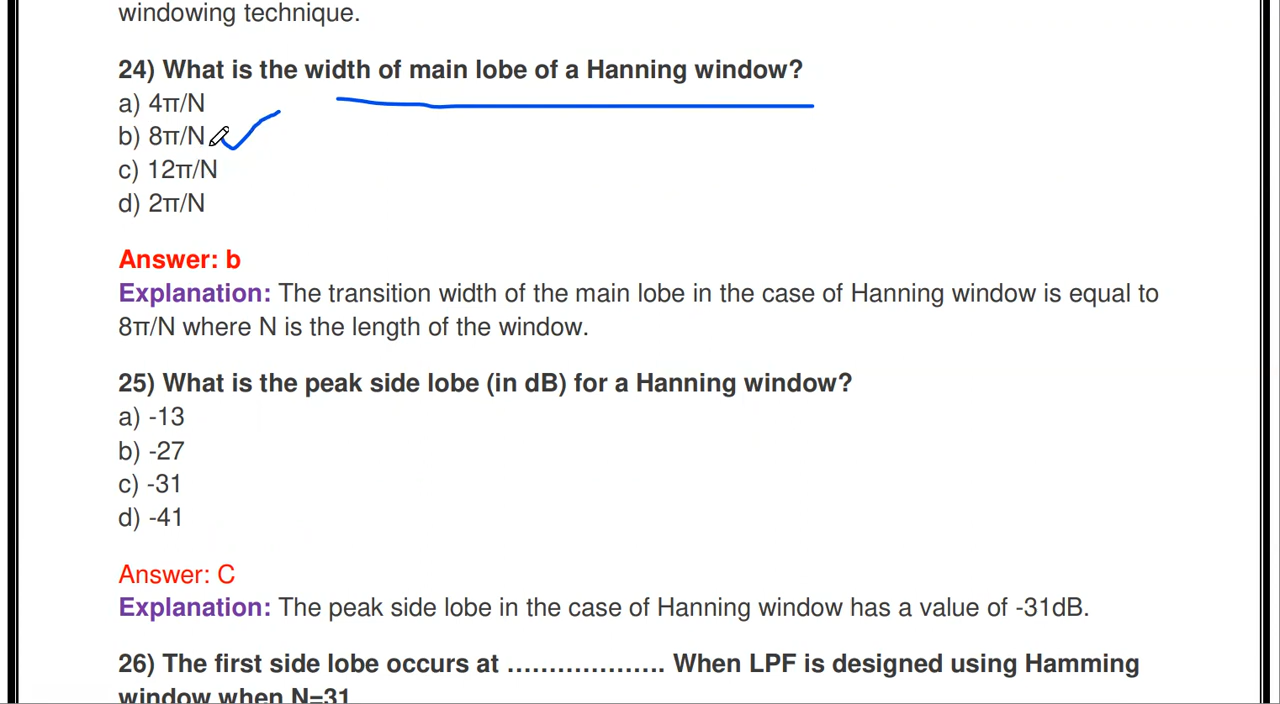 windowing technique.
24) What is the width of main lobe of a Hanning window?
a) 4π/N
b) 8π/N
c) 12π/N
d) 2π/N
Answer: b
Explanation: The transition width of the main lobe in the case of Hanning window is equal to
8π/N where N is the length of the window.
25) What is the peak side lobe (in dB) for a Hanning window?
a) -13
b) -27
c) -31
d) -41
Answer: C
Explanation: The peak side lobe in the case of Hanning window has a value of -31dB.
26) The first side lobe occurs at ………………. When LPF is designed using Hamming
window when N=31